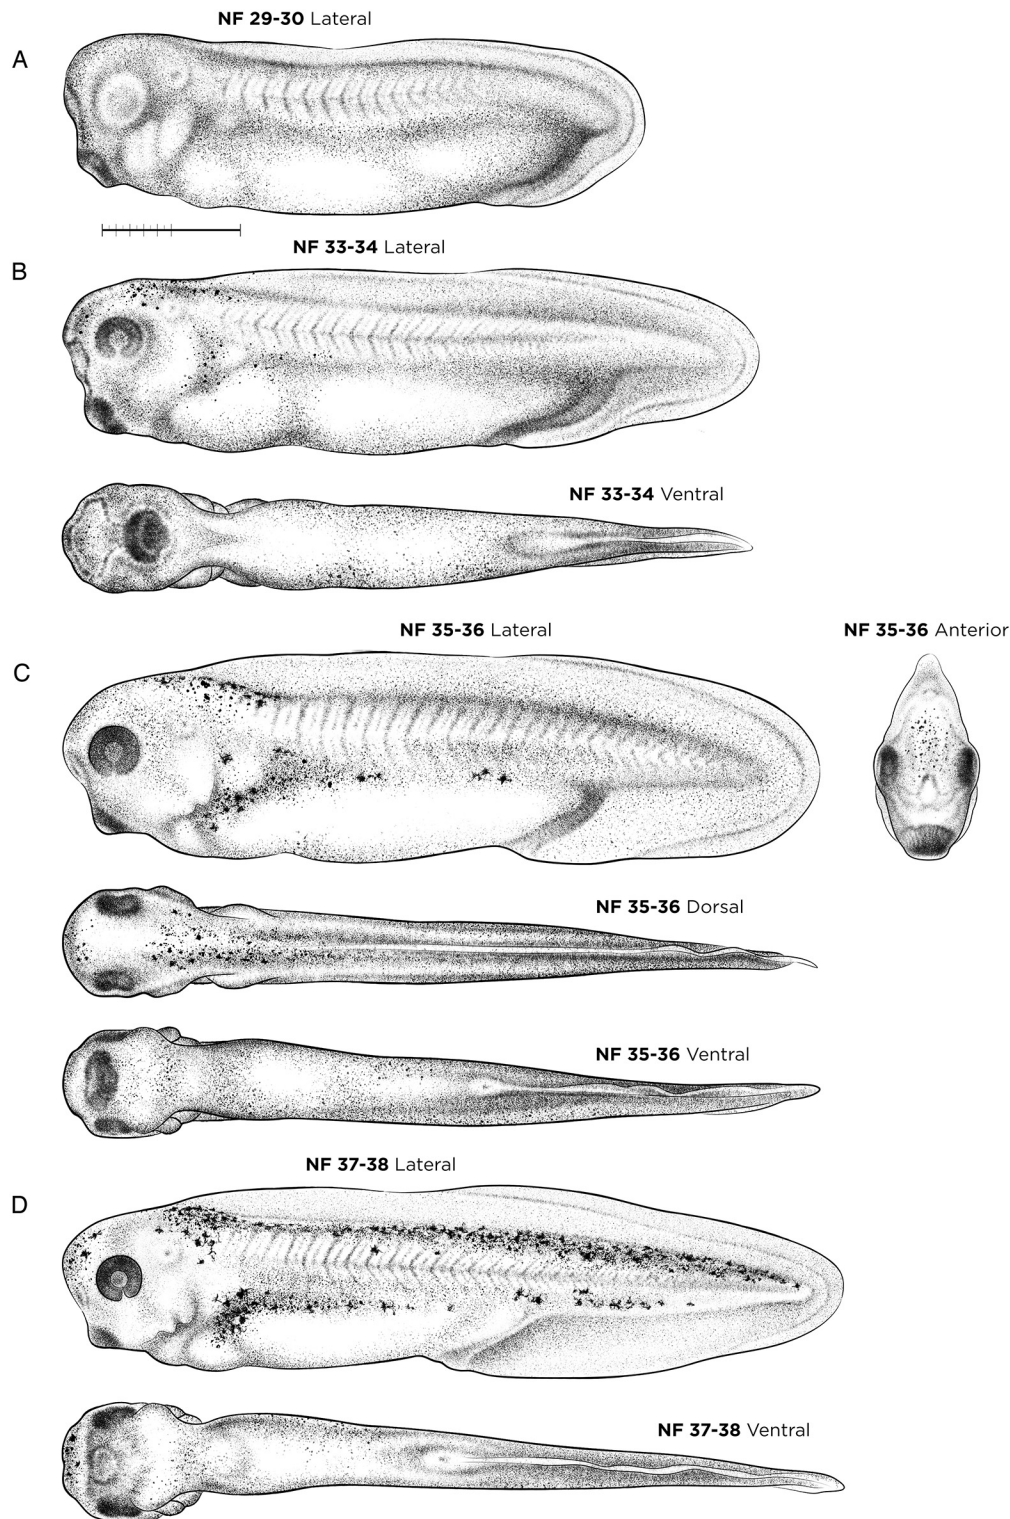 NF 29-30 Lateral
A
NF 33-34 Lateral
B
NF 33-34 Ventral
NF 35-36 Lateral
NF 35-36 Anterior
C
NF 35-36 Dorsal
NF 35-36 Ventral
NF 37-38 Lateral
D
NF 37-38 Ventral